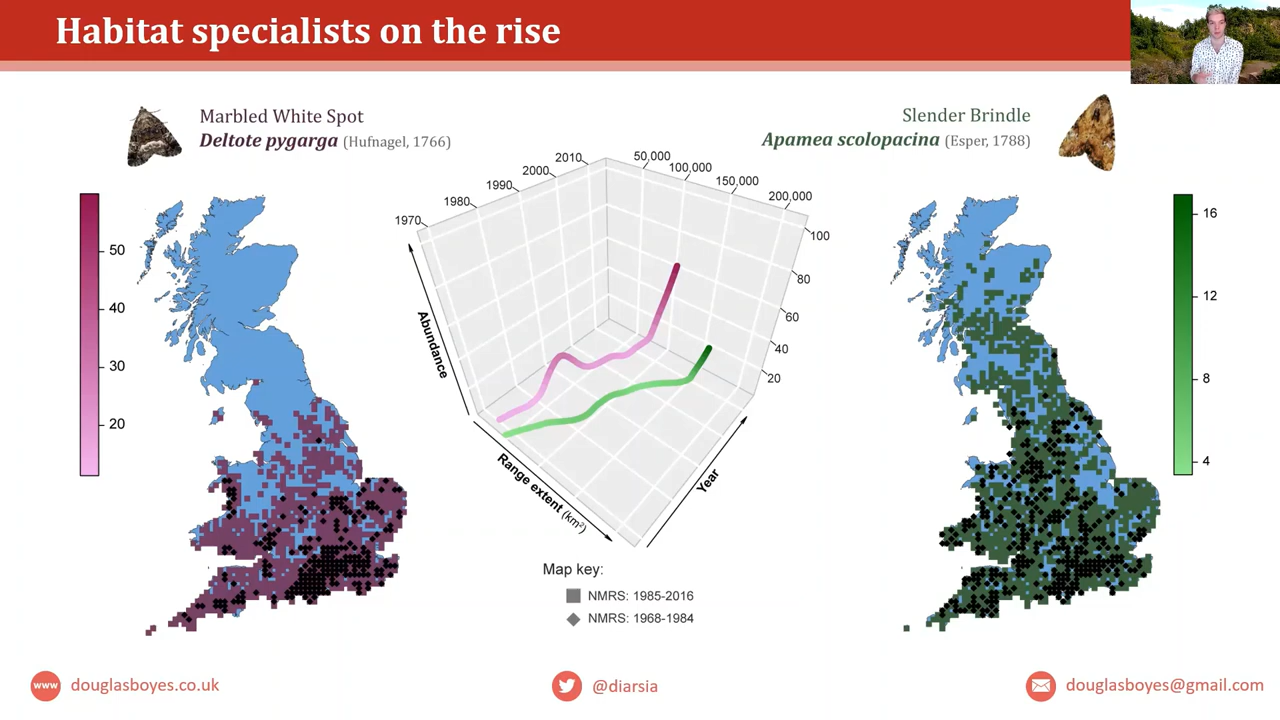 Habitat specialists on the rise
Marbled White Spot
Deltote pygarga (Hufnagel, 1766)
Slender Brindle
Apamea scolopacina (Esper, 1788)
50
40
30
20
1970
1980
1990
2000
2010
50,000
100,000
150,000
200,000
100
80
60
40
20
Abundance
Range extent (km²)
Year
16
12
8
4
Map key:
NMRS: 1985-2016
NMRS: 1968-1984
www douglasboyes.co.uk
@diarsia
douglasboyes@gmail.com